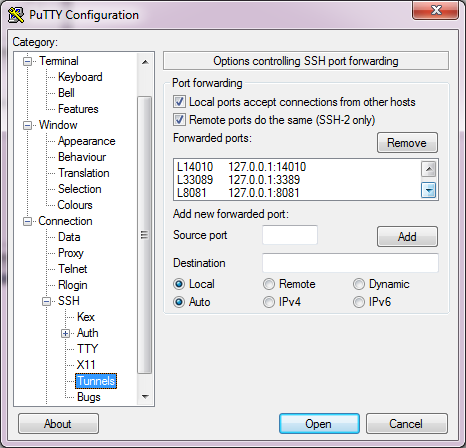 PuTTY Configuration
Category:
Terminal
Keyboard
Bell
Features
Window
Appearance
Behaviour
Translation
Selection
Colours
Connection
Data
Proxy
Telnet
Rlogin
SSH
Kex
Auth
TTY
X11
Tunnels
Bugs
Options controlling SSH port forwarding
Port forwarding
Local ports accept connections from other hosts
Remote ports do the same (SSH-2 only)
Forwarded ports:
Remove
L14010 127.0.0.1:14010
L33089 127.0.0.1:3389
L8081 127.0.0.1:8081
Add new forwarded port:
Source port
Add
Destination
Local Remote Dynamic
Auto IPv4 IPv6
About
Open
Cancel